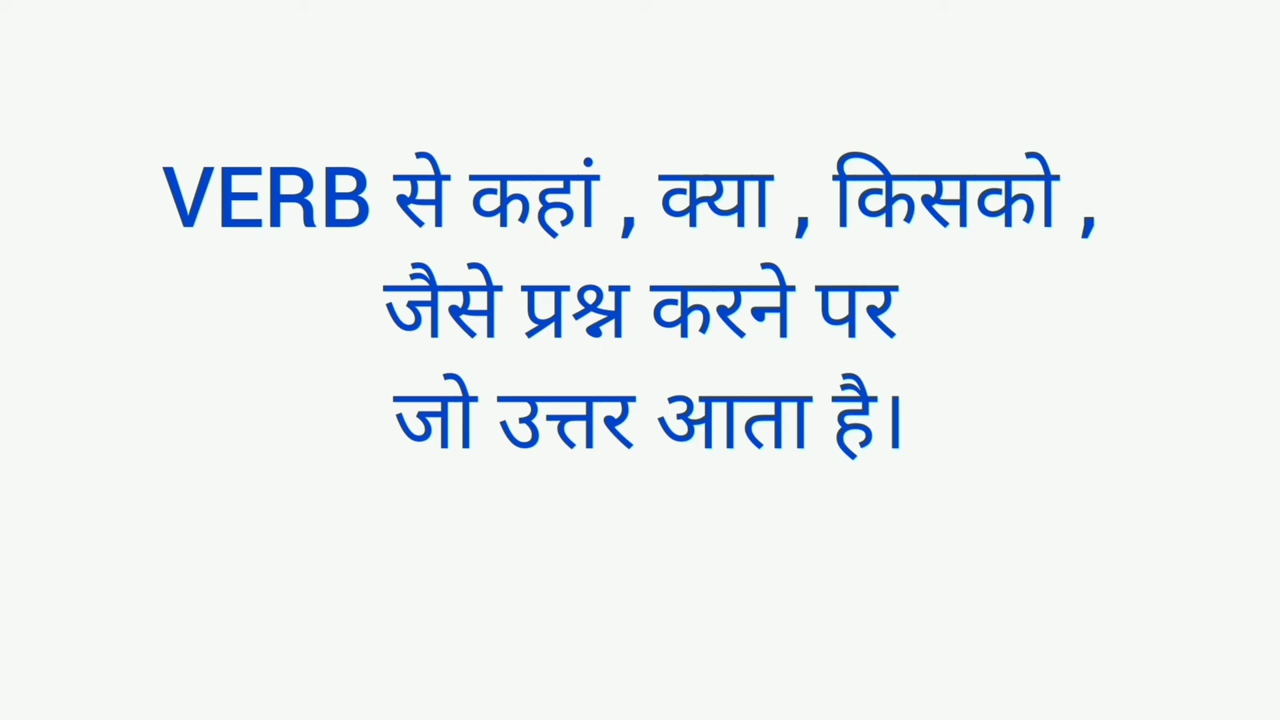 VERB से कहां , क्या , किसको ,
जैसे प्रश्न करने पर
जो उत्तर आता है।